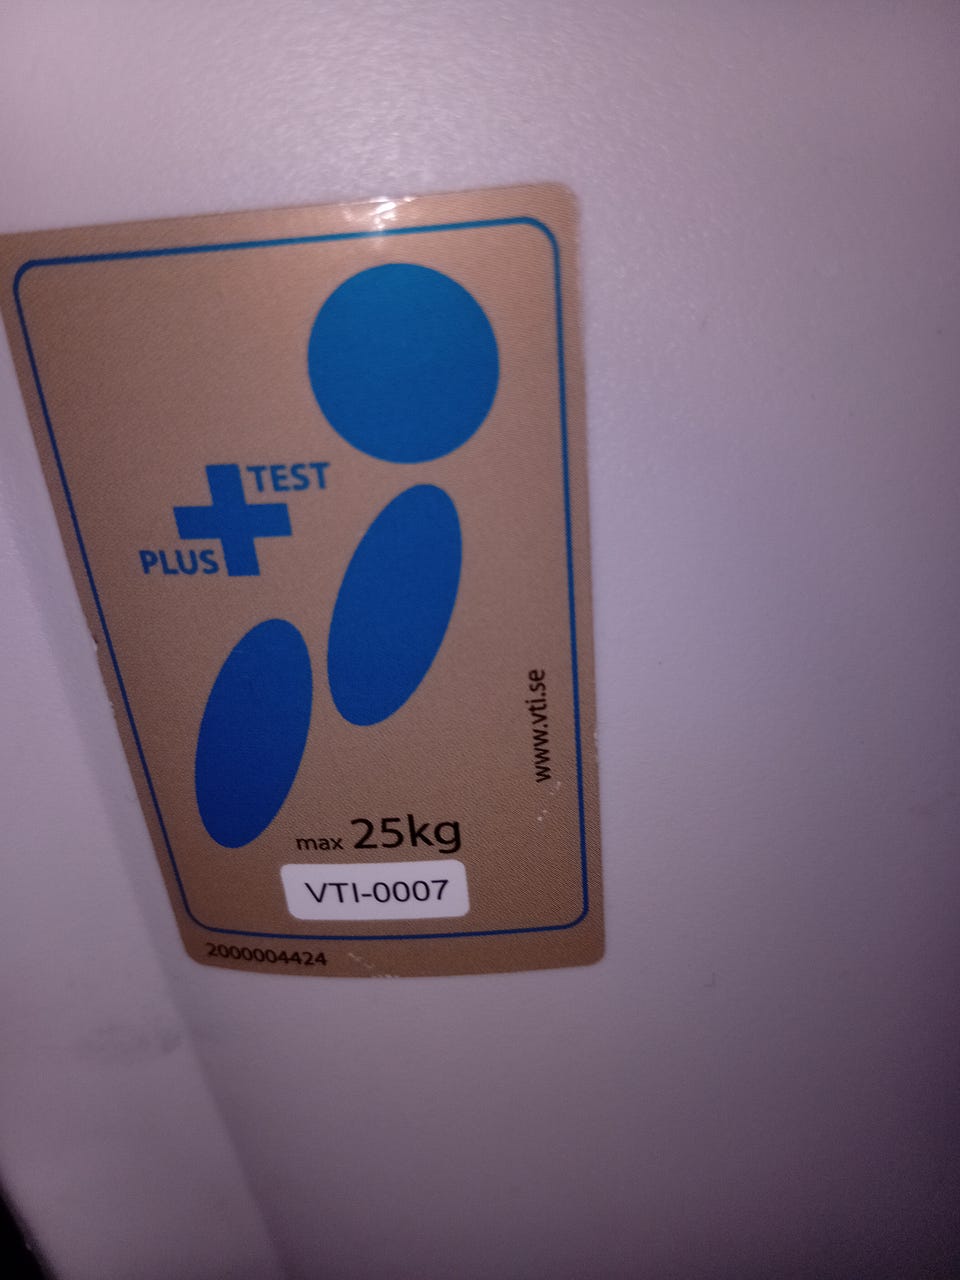 TEST
PLUS
www.vti.se
max 25kg
VTI-0007
2000004424